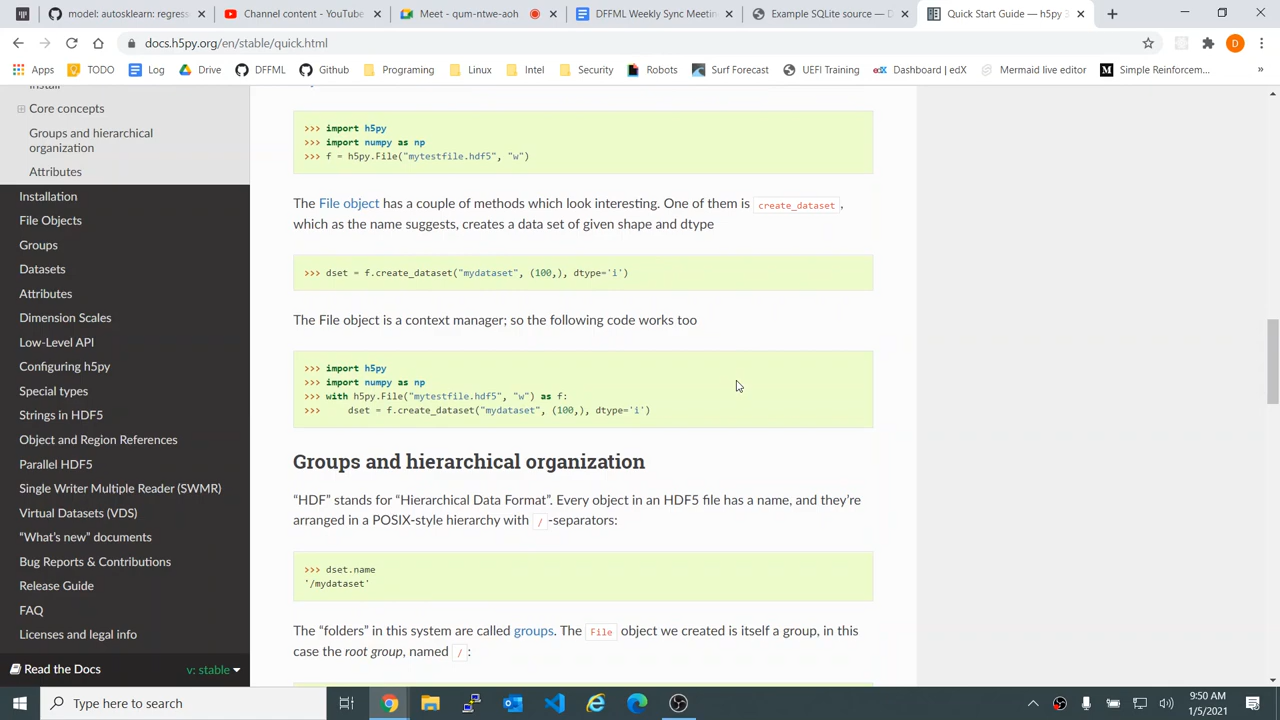 model: autosklearn: regress
Channel content - YouTube
Meet - qum-ntwe-aoh
DFFML Weekly Sync Meetin
Example SQLite source — D
Quick Start Guide — h5py 3
docs.h5py.org/en/stable/quick.html
D
Apps
TODO
Log
Drive
DFFML
Github
Programing
Linux
Intel
Security
Robots
Surf Forecast
UEFI Training
Dashboard | edX
Mermaid live editor
Simple Reinforcem...
»
Install
Core concepts
Groups and hierarchical
organization
Attributes
Installation
File Objects
Groups
Datasets
Attributes
Dimension Scales
Low-Level API
Configuring h5py
Special types
Strings in HDF5
Object and Region References
Parallel HDF5
Single Writer Multiple Reader (SWMR)
Virtual Datasets (VDS)
“What’s new” documents
Bug Reports & Contributions
Release Guide
FAQ
Licenses and legal info
Read the Docs
v: stable
>>> import h5py
>>> import numpy as np
>>> f = h5py.File("mytestfile.hdf5", "w")
The File object has a couple of methods which look interesting. One of them is create_dataset,
which as the name suggests, creates a data set of given shape and dtype
>>> dset = f.create_dataset("mydataset", (100,), dtype='i')
The File object is a context manager; so the following code works too
>>> import h5py
>>> import numpy as np
>>> with h5py.File("mytestfile.hdf5", "w") as f:
>>>     dset = f.create_dataset("mydataset", (100,), dtype='i')
Groups and hierarchical organization
“HDF” stands for “Hierarchical Data Format”. Every object in an HDF5 file has a name, and they’re
arranged in a POSIX-style hierarchy with /-separators:
>>> dset.name
'/mydataset'
The “folders” in this system are called groups. The File object we created is itself a group, in this
case the root group, named /:
Type here to search
9:50 AM
1/5/2021